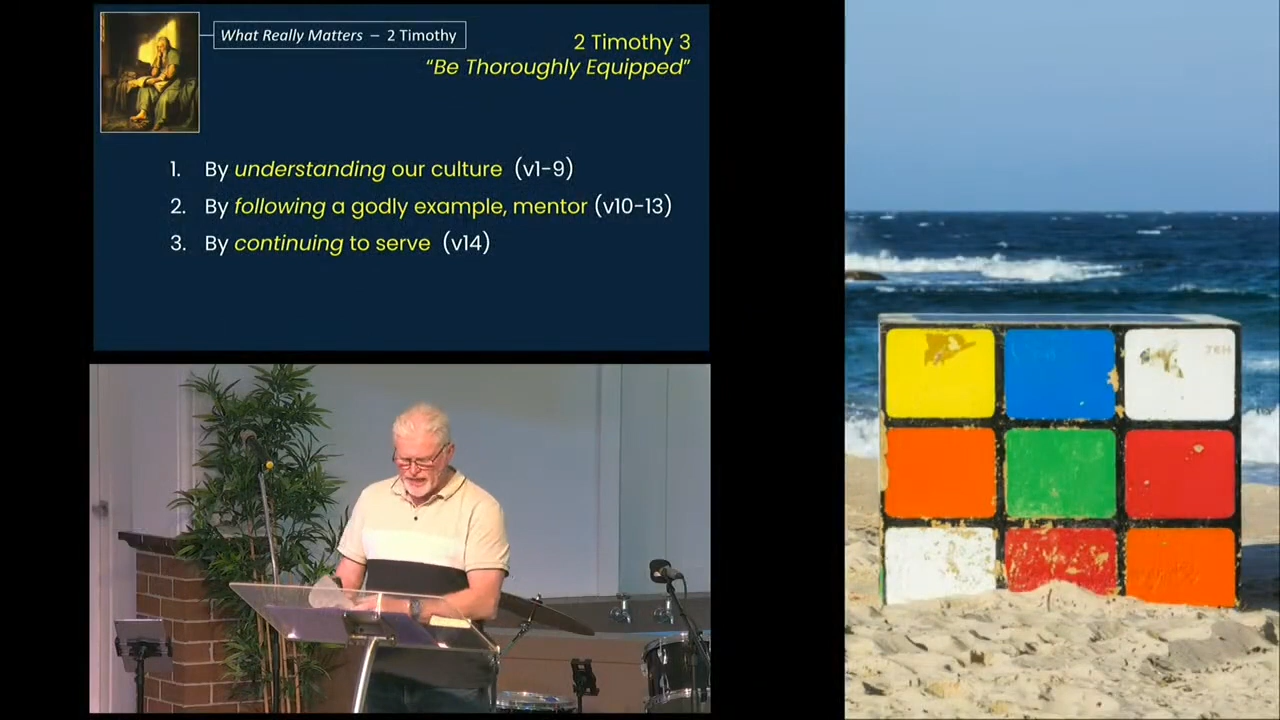 What Really Matters – 2 Timothy
2 Timothy 3
“Be Thoroughly Equipped”
1. By understanding our culture (v1-9)
2. By following a godly example, mentor (v10-13)
3. By continuing to serve (v14)